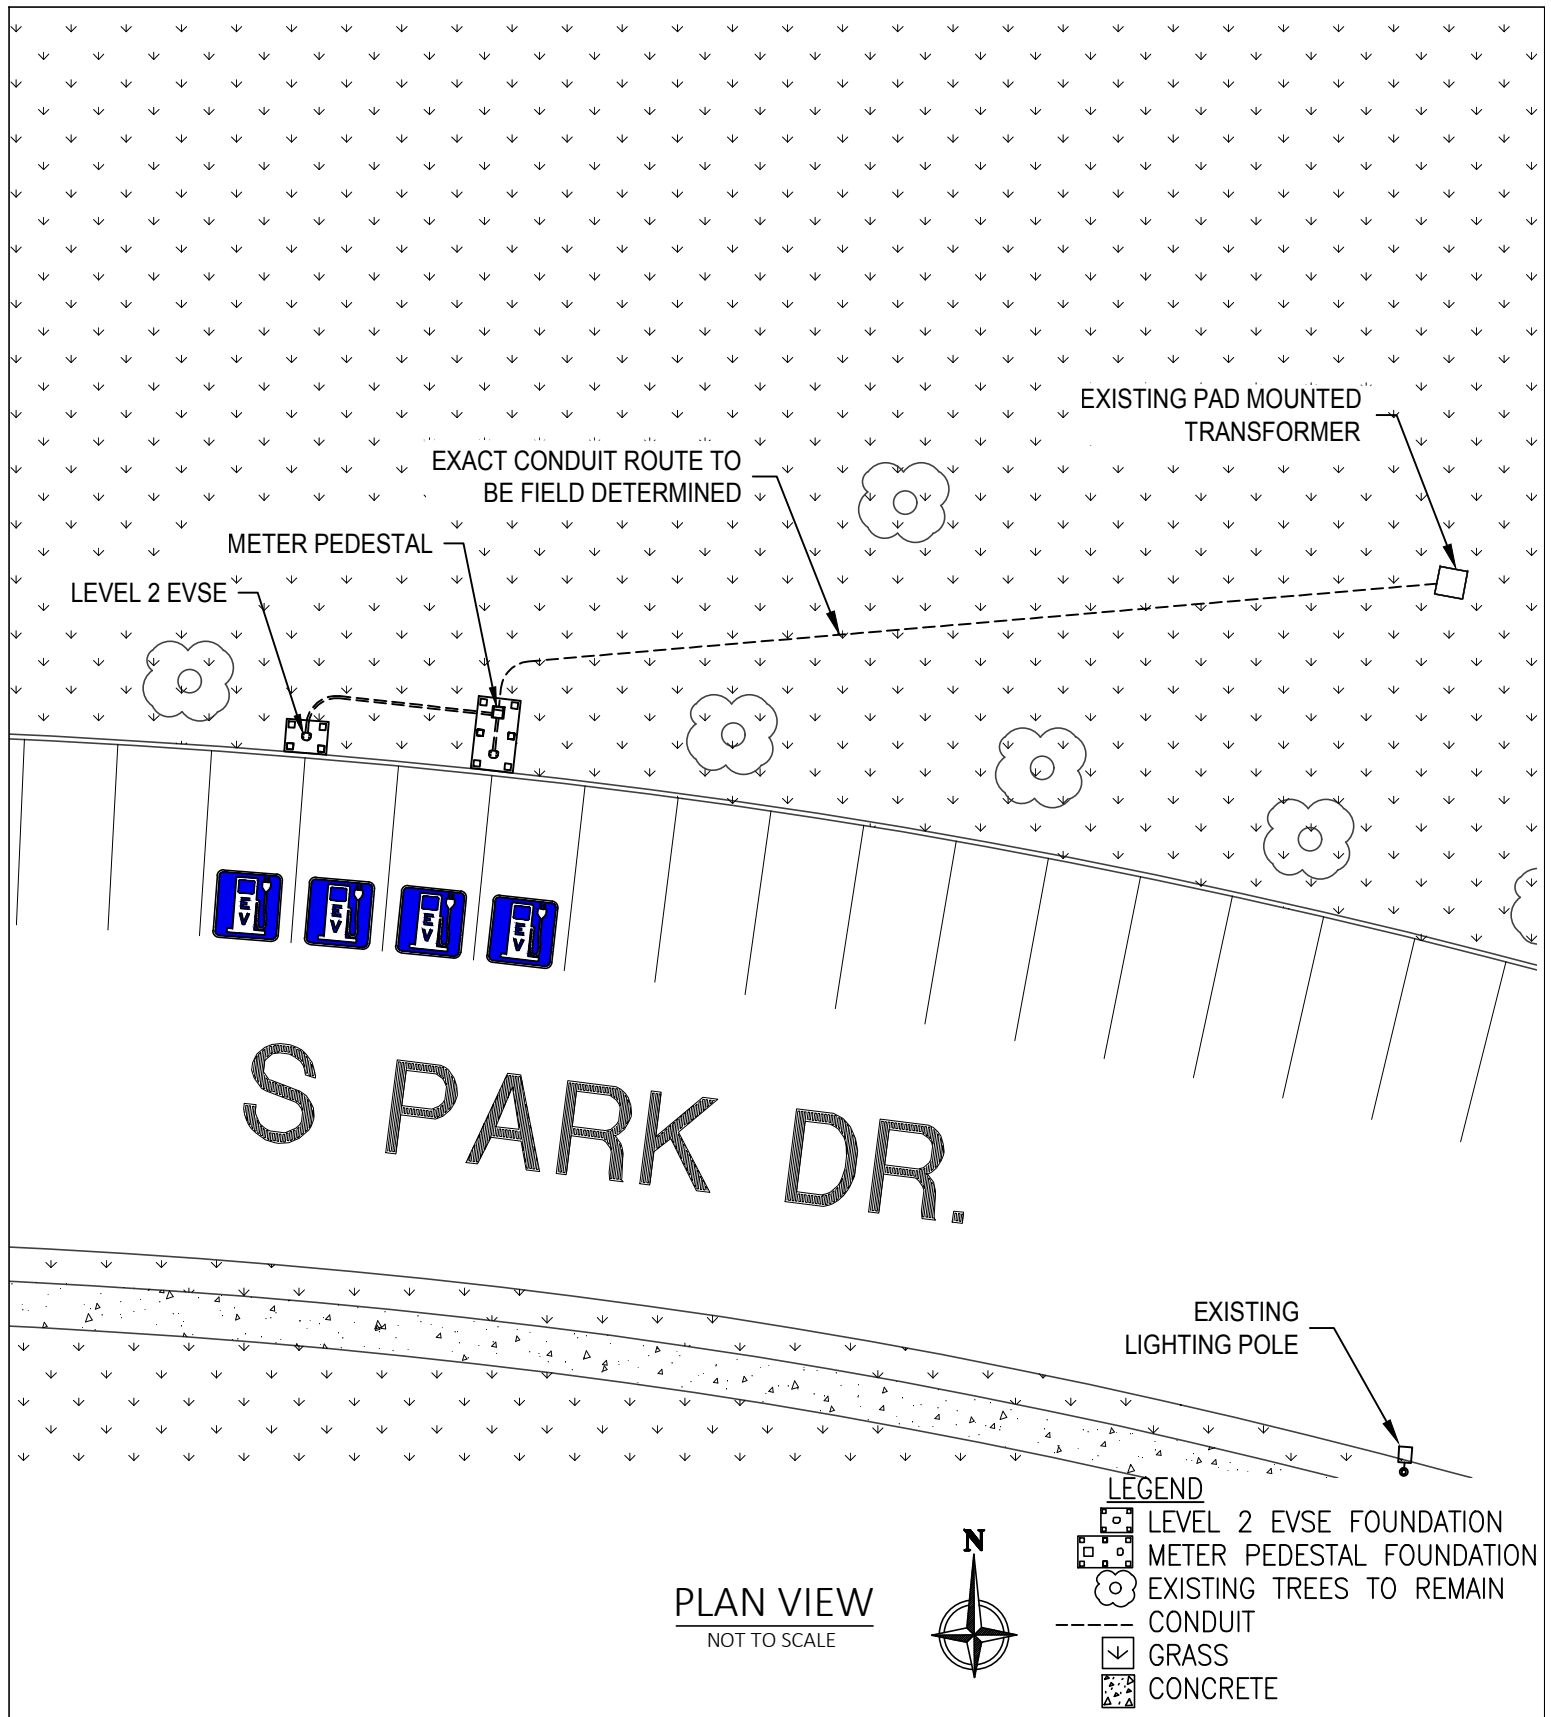 EXISTING PAD MOUNTED
TRANSFORMER
EXACT CONDUIT ROUTE TO
BE FIELD DETERMINED
METER PEDESTAL
LEVEL 2 EVSE
EV
EV
EV
EV
S PARK DR.
EXISTING
LIGHTING POLE
LEGEND
LEVEL 2 EVSE FOUNDATION
METER PEDESTAL FOUNDATION
EXISTING TREES TO REMAIN
CONDUIT
GRASS
CONCRETE
N
PLAN VIEW
NOT TO SCALE